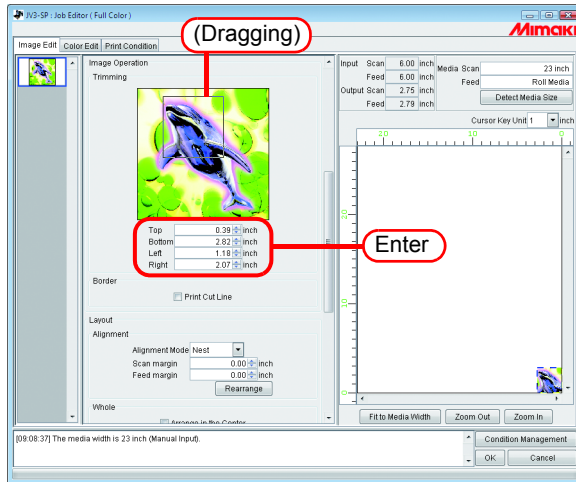 JV3-SP : Job Editor ( Full Color )
Mimaki
Image Edit Color Edit Print Condition
(Dragging)
Image Operation
Trimming
Top 0.39 inch
Bottom 2.82 inch
Left 1.18 inch
Right 2.07 inch
Enter
Border
Print Cut Line
Layout
Alignment
Alignment Mode Nest
Scan margin 0.00 inch
Feed margin 0.00 inch
Rearrange
Whole
Arrange in the Center
Input Scan 6.00 inch
Feed 6.00 inch
Output Scan 2.75 inch
Feed 2.79 inch
Media Scan 23 inch
Feed Roll Media
Detect Media Size
Cursor Key Unit 1 inch
20 10 0
20
10
0
Fit to Media Width Zoom Out Zoom In
[09:08:37] The media width is 23 inch (Manual Input).
Condition Management
OK Cancel